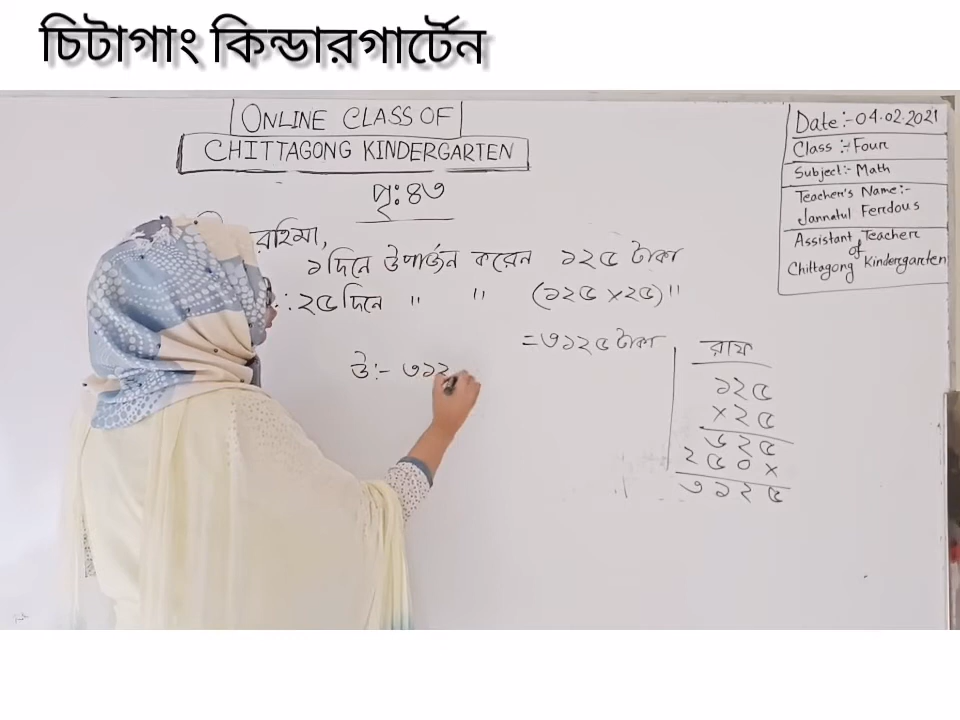 চিটাগাং কিন্ডারগার্টেন
ONLINE CLASS OF
CHITTAGONG KINDERGARTEN
পৃ:৪৩
রহিমা,
১দিনে উপার্জন করেন ১২৫ টাকা
∴ ২৫দিনে " " (১২৫×২৫)"
=৩১২৫টাকা
উ:- ৩১২
রাফ
১২৫
×২৫
৬২৫
২৫০×
৩১২৫
Date:- 04.02.2021
Class :- Four
Subject:- Math
Teacher's Name:-
Jannatul Ferdous
Assistant Teacher
of
Chittagong Kindergarten